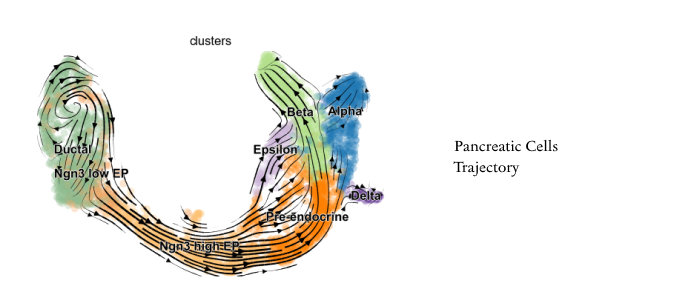 clusters
Beta
Alpha
Ductal
Epsilon
Ngn3 low EP
Delta
Pre-endocrine
Ngn3 high EP
Pancreatic Cells
Trajectory